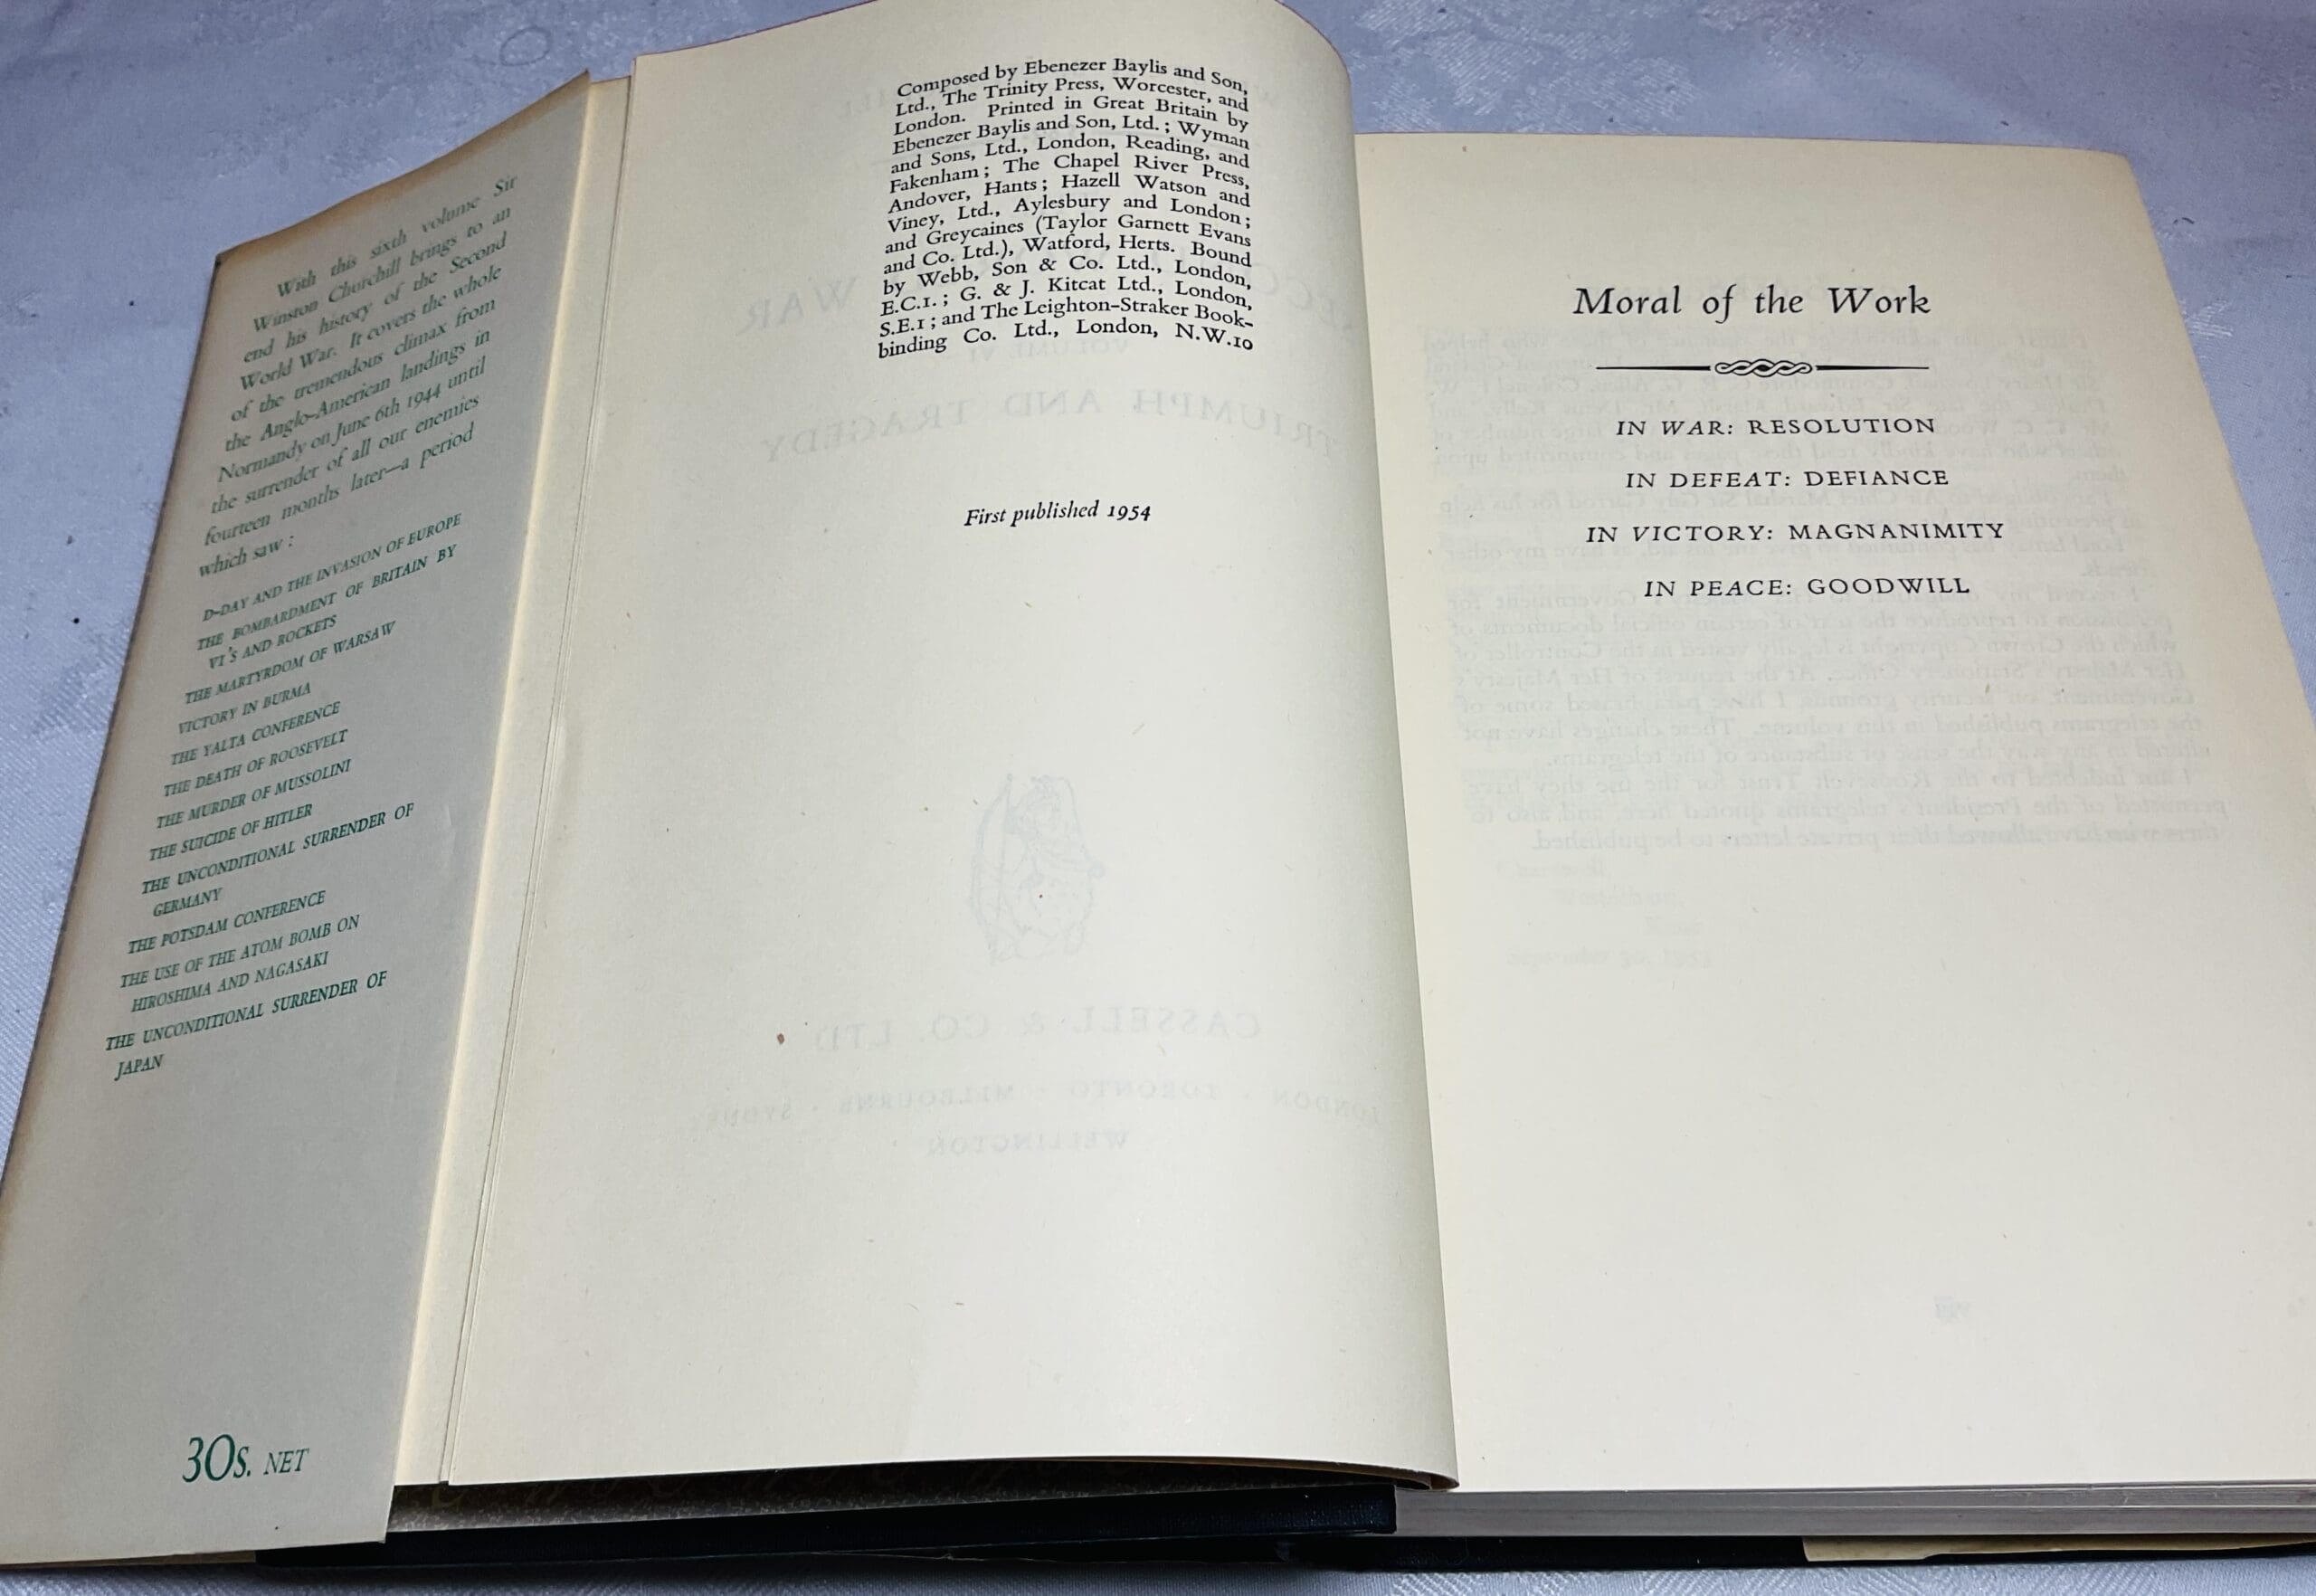 With this sixth volume Sir
Winston Churchill brings to an
end his history of the Second
World War. It covers the whole
of the tremendous climax from
the Anglo-American landings in
Normandy on June 6th 1944 until
the surrender of all our enemies
fourteen months later—a period
which saw :
D-DAY AND THE INVASION OF EUROPE
THE BOMBARDMENT OF BRITAIN BY
V1'S AND ROCKETS
THE MARTYRDOM OF WARSAW
VICTORY IN BURMA
THE YALTA CONFERENCE
THE DEATH OF ROOSEVELT
THE MURDER OF MUSSOLINI
THE SUICIDE OF HITLER
THE UNCONDITIONAL SURRENDER OF
GERMANY
THE POTSDAM CONFERENCE
THE USE OF THE ATOM BOMB ON
HIROSHIMA AND NAGASAKI
THE UNCONDITIONAL SURRENDER OF
JAPAN
30s. NET
Composed by Ebenezer Baylis and Son,
Ltd., The Trinity Press, Worcester, and
London. Printed in Great Britain by
Ebenezer Baylis and Son, Ltd.; Wyman
and Sons, Ltd., London, Reading, and
Fakenham; The Chapel River Press,
Andover, Hants; Hazell Watson and
Viney, Ltd., Aylesbury and London;
and Greycaines (Taylor Garnett Evans
and Co. Ltd.), Watford, Herts. Bound
by Webb, Son & Co. Ltd., London,
E.C.1.; G. & J. Kitcat Ltd., London,
S.E.1; and The Leighton-Straker Book-
binding Co. Ltd., London, N.W.10
First published 1954
Moral of the Work
IN WAR: RESOLUTION
IN DEFEAT: DEFIANCE
IN VICTORY: MAGNANIMITY
IN PEACE: GOODWILL